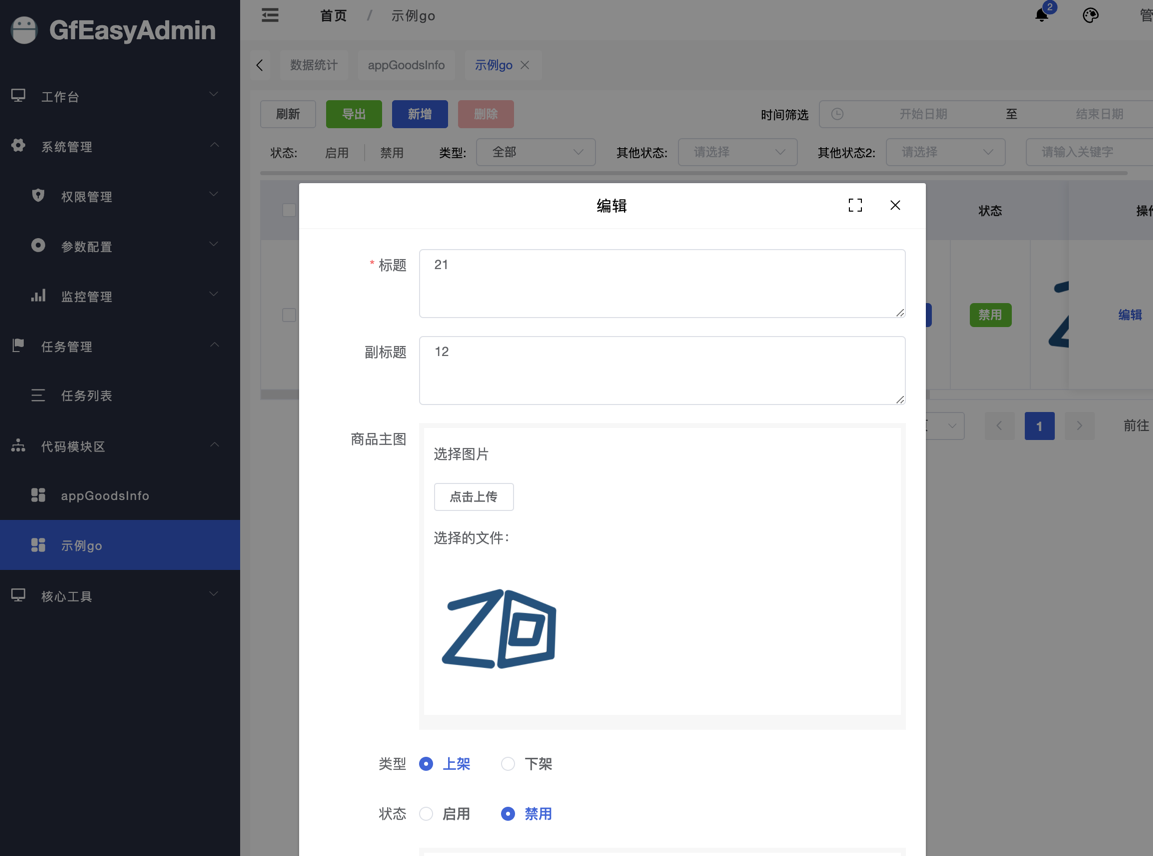 GfEasyAdmin
首页 / 示例go
2
管
数据统计 appGoodsInfo 示例go
刷新 导出 新增 删除 时间筛选 开始日期 至 结束日期
状态: 启用 禁用 类型: 全部 其他状态: 请选择 其他状态2: 请选择 请输入关键字
工作台
系统管理
权限管理
参数配置
监控管理
任务管理
任务列表
代码模块区
appGoodsInfo
示例go
核心工具
状态 操作
禁用 编辑
1 前往
编辑
* 标题 21
副标题 12
商品主图
选择图片
点击上传
选择的文件:
类型 上架 下架
状态 启用 禁用